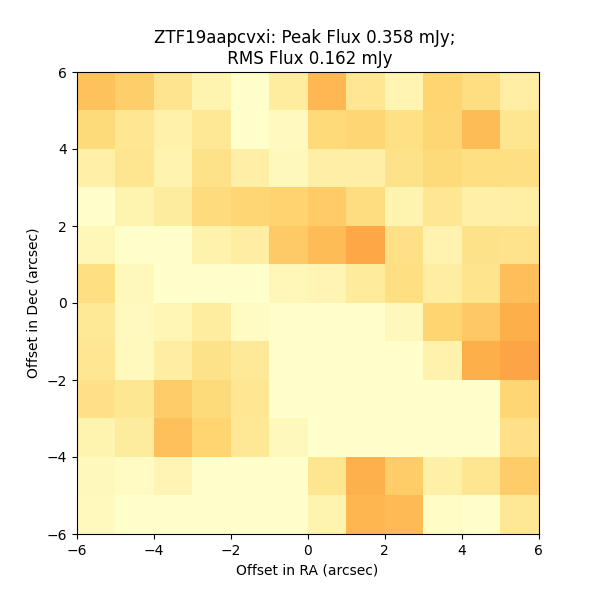 ZTF19aapcvxi: Peak Flux 0.358 mJy;
RMS Flux 0.162 mJy
6
4
2
0
−2
−4
−6
Offset in Dec (arcsec)
−6 −4 −2 0 2 4 6
Offset in RA (arcsec)